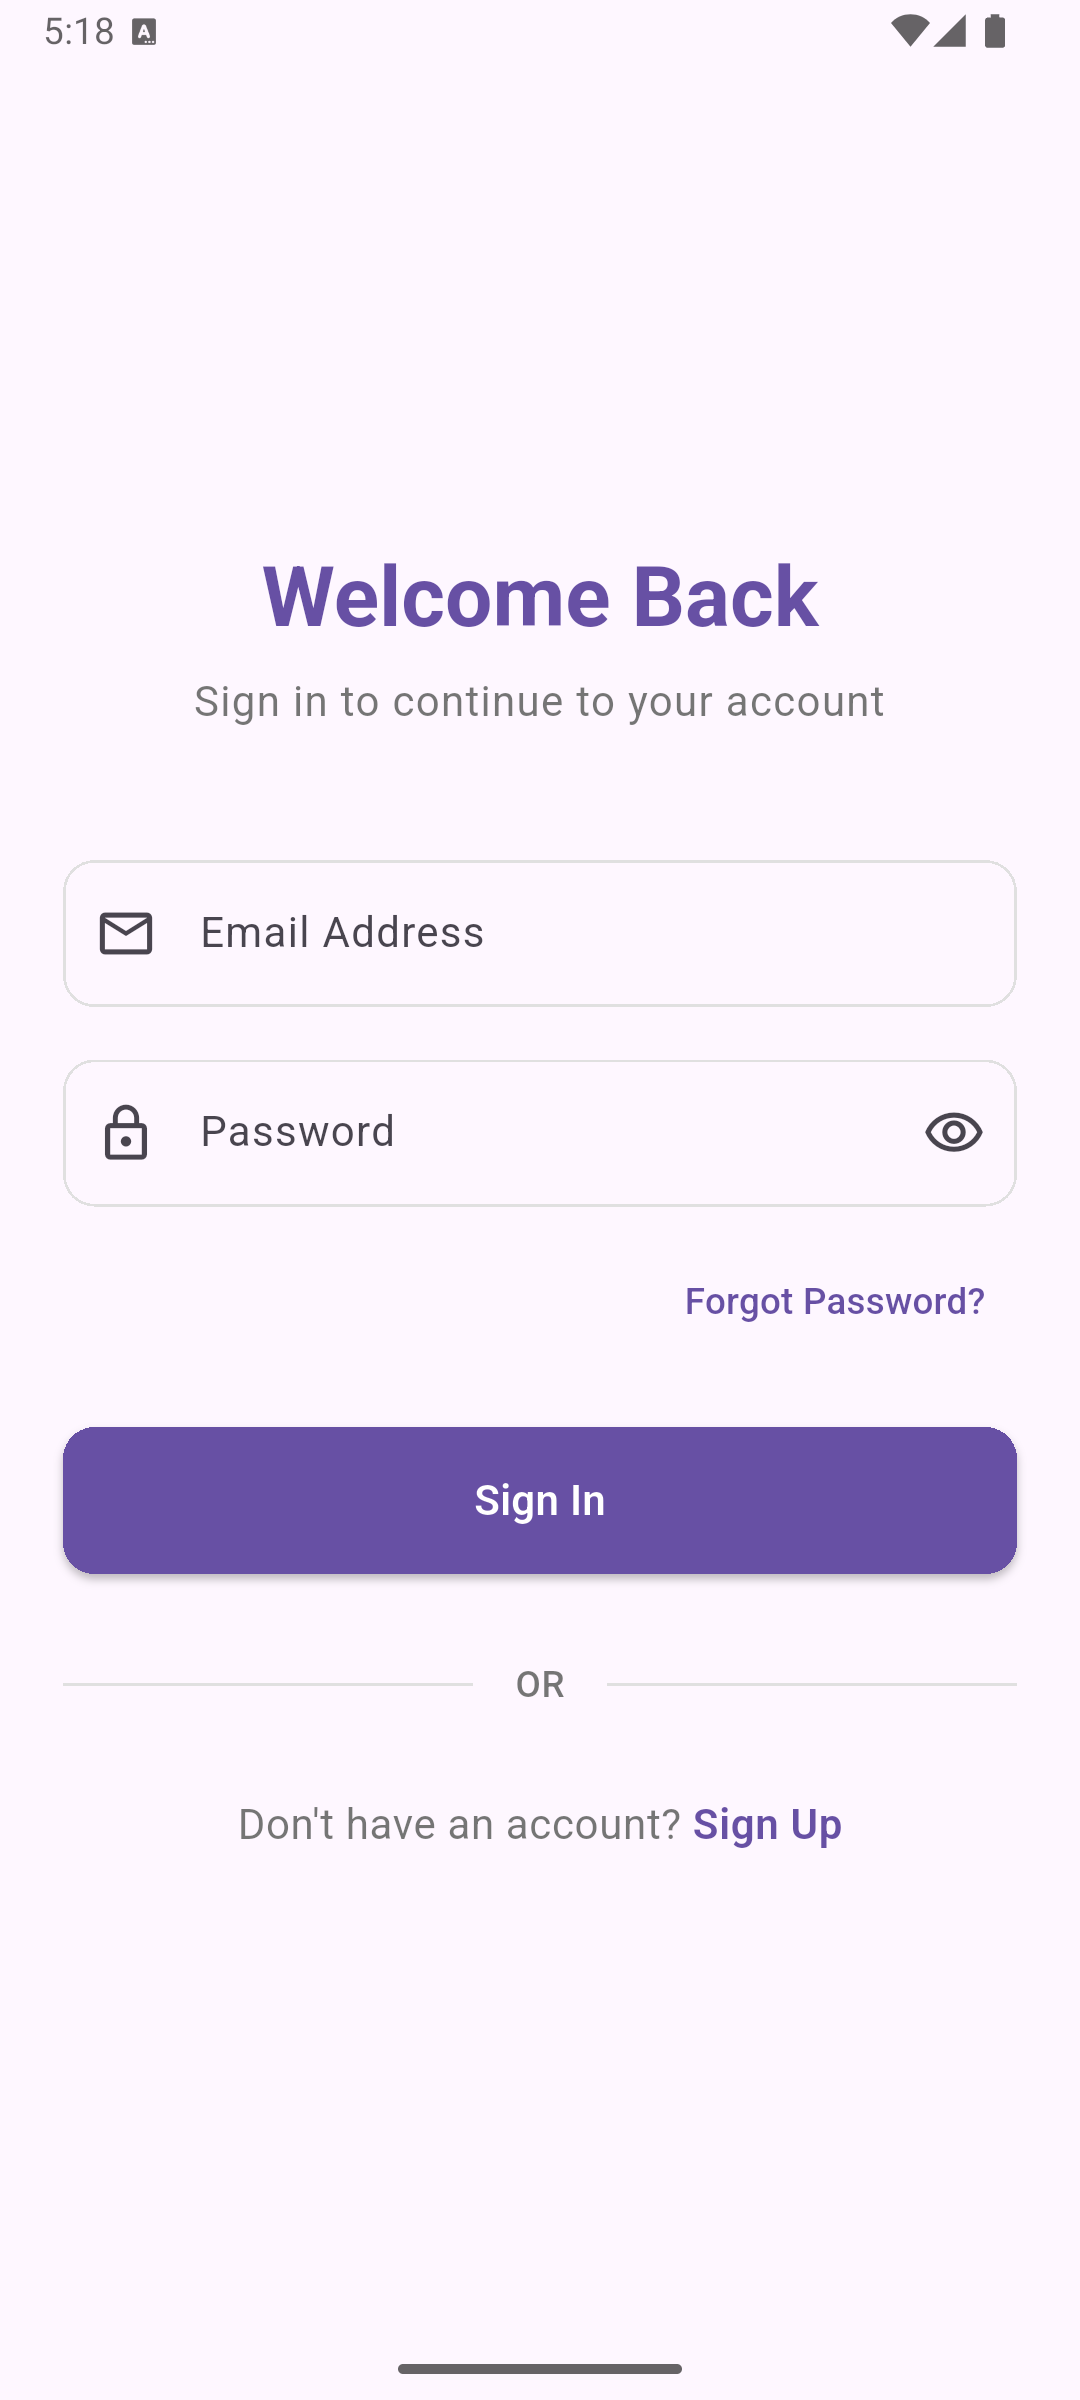 5:18
Welcome Back
Sign in to continue to your account
Email Address
Password
Forgot Password?
Sign In
OR
Don't have an account? Sign Up